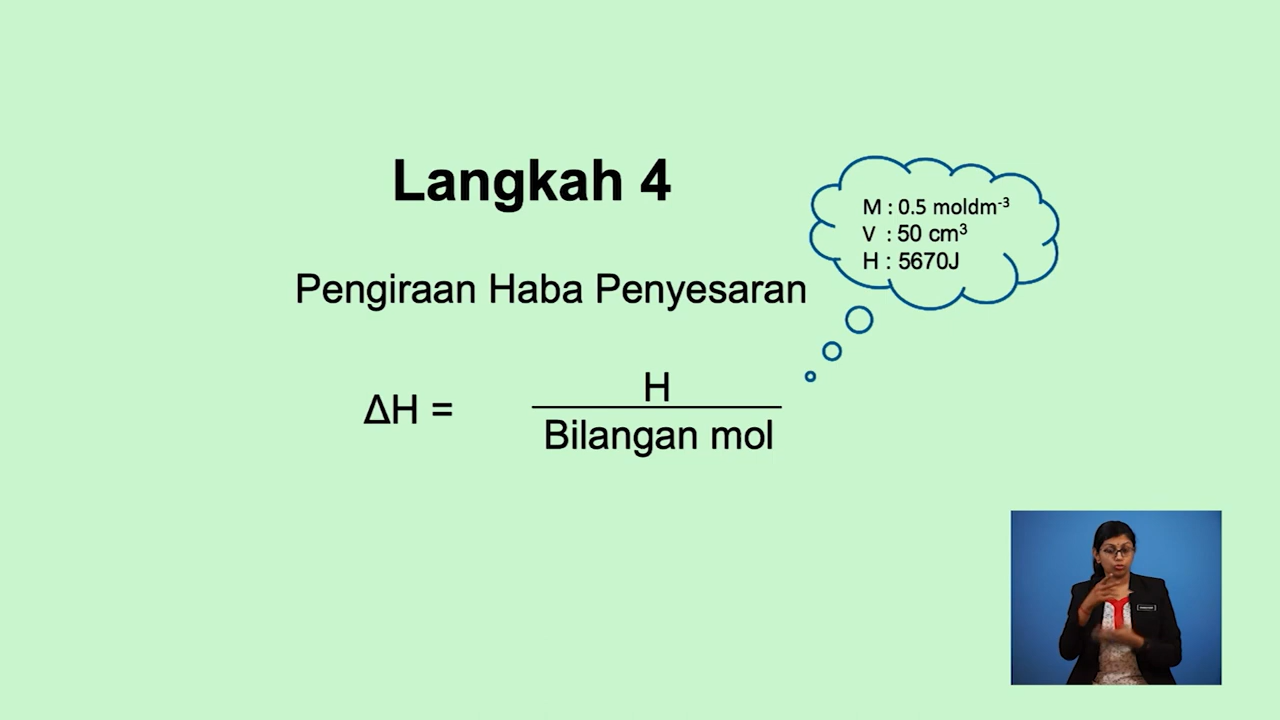 Langkah 4
M : 0.5 moldm⁻³
V : 50 cm³
H : 5670J
Pengiraan Haba Penyesaran
ΔH =
H
Bilangan mol